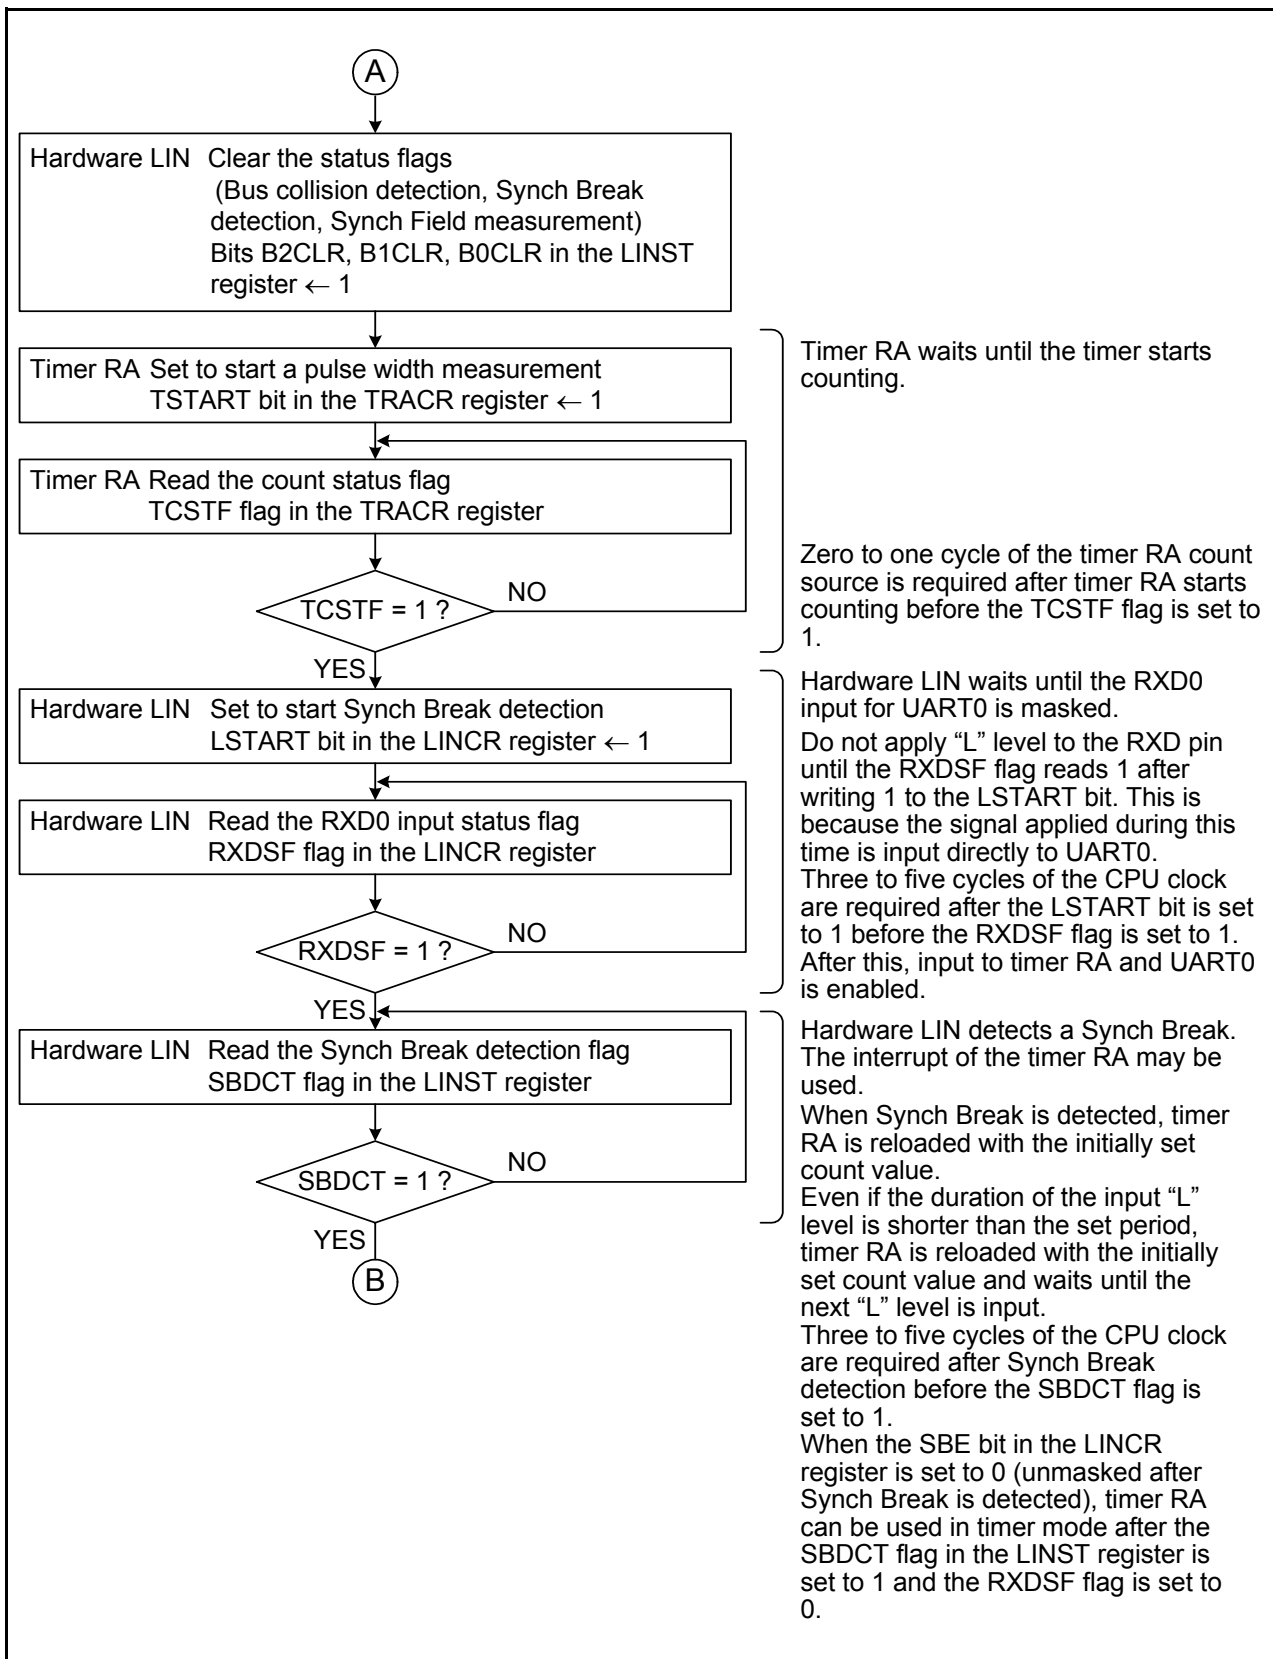 A
Hardware LIN Clear the status flags
(Bus collision detection, Synch Break
detection, Synch Field measurement)
Bits B2CLR, B1CLR, B0CLR in the LINST
register ← 1
Timer RA Set to start a pulse width measurement
TSTART bit in the TRACR register ← 1
Timer RA waits until the timer starts
counting.
Timer RA Read the count status flag
TCSTF flag in the TRACR register
TCSTF = 1 ?
NO
YES
Zero to one cycle of the timer RA count
source is required after timer RA starts
counting before the TCSTF flag is set to
1.
Hardware LIN Set to start Synch Break detection
LSTART bit in the LINCR register ← 1
Hardware LIN Read the RXD0 input status flag
RXDSF flag in the LINCR register
RXDSF = 1 ?
NO
YES
Hardware LIN waits until the RXD0
input for UART0 is masked.
Do not apply “L” level to the RXD pin
until the RXDSF flag reads 1 after
writing 1 to the LSTART bit. This is
because the signal applied during this
time is input directly to UART0.
Three to five cycles of the CPU clock
are required after the LSTART bit is set
to 1 before the RXDSF flag is set to 1.
After this, input to timer RA and UART0
is enabled.
Hardware LIN Read the Synch Break detection flag
SBDCT flag in the LINST register
SBDCT = 1 ?
NO
YES
B
Hardware LIN detects a Synch Break.
The interrupt of the timer RA may be
used.
When Synch Break is detected, timer
RA is reloaded with the initially set
count value.
Even if the duration of the input “L”
level is shorter than the set period,
timer RA is reloaded with the initially
set count value and waits until the
next “L” level is input.
Three to five cycles of the CPU clock
are required after Synch Break
detection before the SBDCT flag is
set to 1.
When the SBE bit in the LINCR
register is set to 0 (unmasked after
Synch Break is detected), timer RA
can be used in timer mode after the
SBDCT flag in the LINST register is
set to 1 and the RXDSF flag is set to
0.